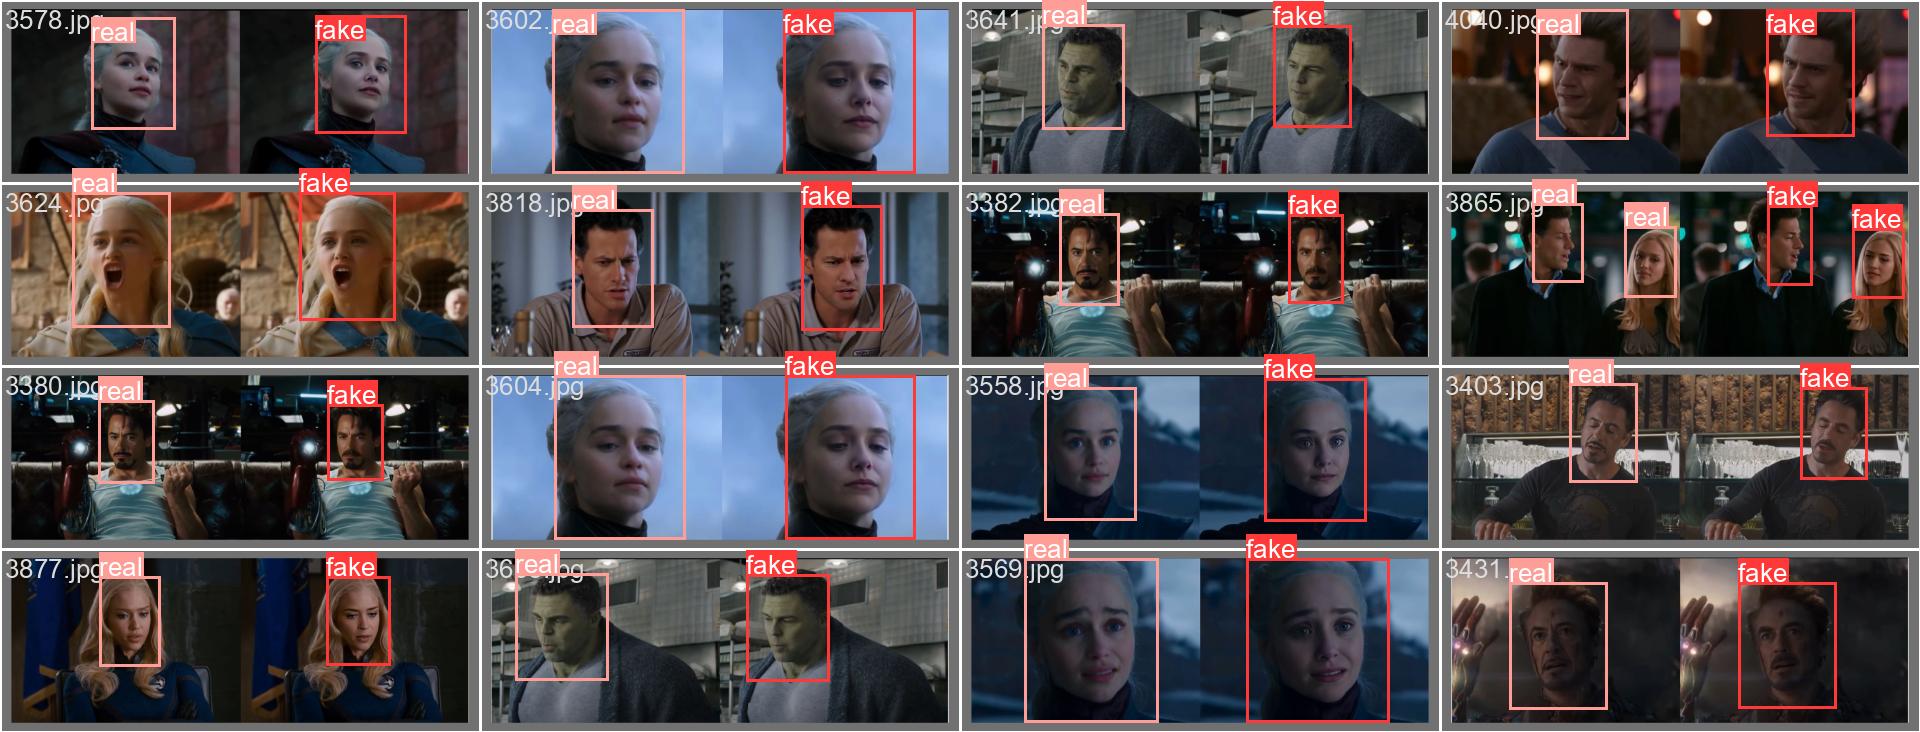 3578.jpg real fake
3602.jpg real fake
3641.jpg real fake
4040.jpg real fake
3624.jpg real fake
3818.jpg real fake
3382.jpg real fake
3865.jpg real real fake fake
3380.jpg real fake
3604.jpg real fake
3558.jpg real fake
3403.jpg real fake
3877.jpg real fake
real fake
3569.jpg real fake
3431. real fake